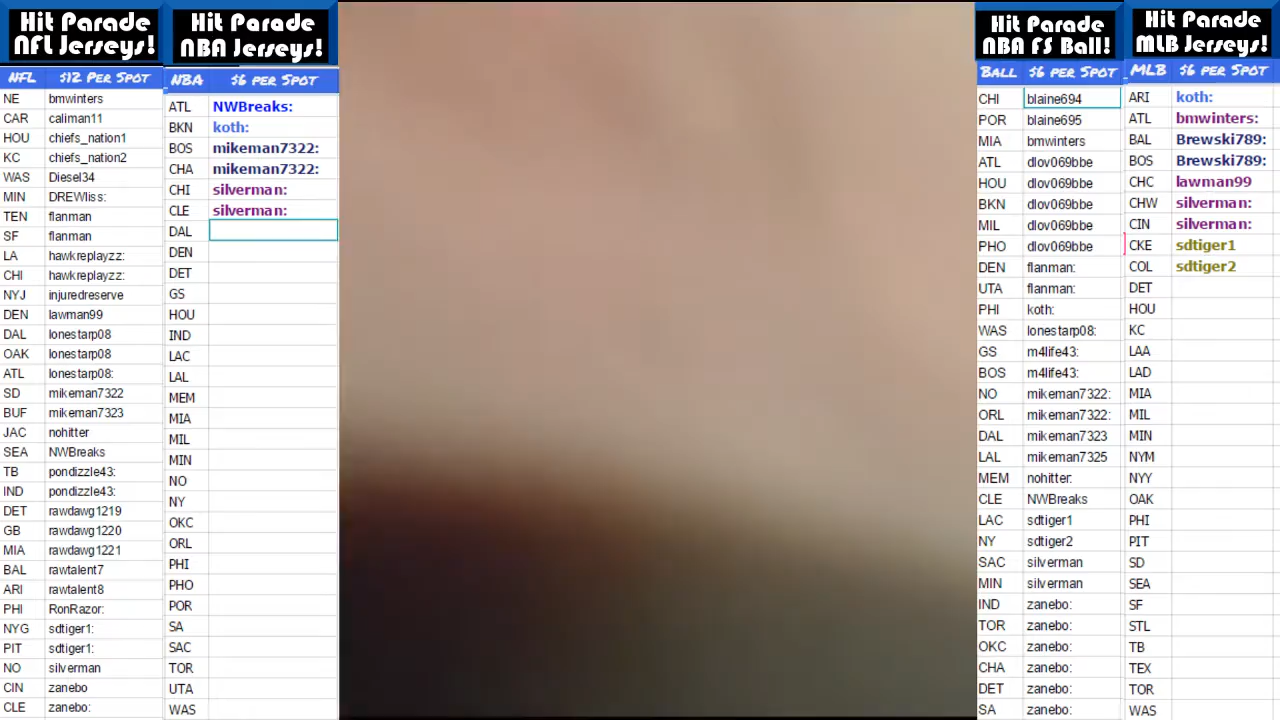 Hit Parade
NFL Jerseys!
NFL $12 Per Spot
NE bmwinters
CAR caliman11
HOU chiefs_nation1
KC chiefs_nation2
WAS Diesel34
MIN DREWliss:
TEN flanman
SF flanman
LA hawkreplayzz:
CHI hawkreplayzz:
NYJ injuredreserve
DEN lawman99
DAL lonestarp08
OAK lonestarp08
ATL lonestarp08:
SD mikeman7322
BUF mikeman7323
JAC nohitter
SEA NWBreaks
TB pondizzle43:
IND pondizzle43:
DET rawdawg1219
GB rawdawg1220
MIA rawdawg1221
BAL rawtalent7
ARI rawtalent8
PHI RonRazor:
NYG sdtiger1:
PIT sdtiger1:
NO silverman
CIN zanebo
CLE zanebo:
Hit Parade
NBA Jerseys!
NBA $6 per Spot
ATL NWBreaks:
BKN koth:
BOS mikeman7322:
CHA mikeman7322:
CHI silverman:
CLE silverman:
DAL
DEN
DET
GS
HOU
IND
LAC
LAL
MEM
MIA
MIL
MIN
NO
NY
OKC
ORL
PHI
PHO
POR
SA
SAC
TOR
UTA
WAS
Hit Parade
NBA FS Ball!
Ball $6 per Spot
CHI blaine694
POR blaine695
MIA bmwinters
ATL dlov069bbe
HOU dlov069bbe
BKN dlov069bbe
MIL dlov069bbe
PHO dlov069bbe
DEN flanman:
UTA flanman:
PHI koth:
WAS lonestarp08:
GS m4life43:
BOS m4life43:
NO mikeman7322:
ORL mikeman7322:
DAL mikeman7323
LAL mikeman7325
MEM nohitter:
CLE NWBreaks
LAC sdtiger1
NY sdtiger2
SAC silverman
MIN silverman
IND zanebo:
TOR zanebo:
OKC zanebo:
CHA zanebo:
DET zanebo:
SA zanebo:
Hit Parade
MLB Jerseys!
MLB $6 per Spot
ARI koth:
ATL bmwinters:
BAL Brewski789:
BOS Brewski789:
CHC lawman99
CHW silverman:
CIN silverman:
CKE sdtiger1
COL sdtiger2
DET
HOU
KC
LAA
LAD
MIA
MIL
MIN
NYM
NYY
OAK
PHI
PIT
SD
SEA
SF
STL
TB
TEX
TOR
WAS